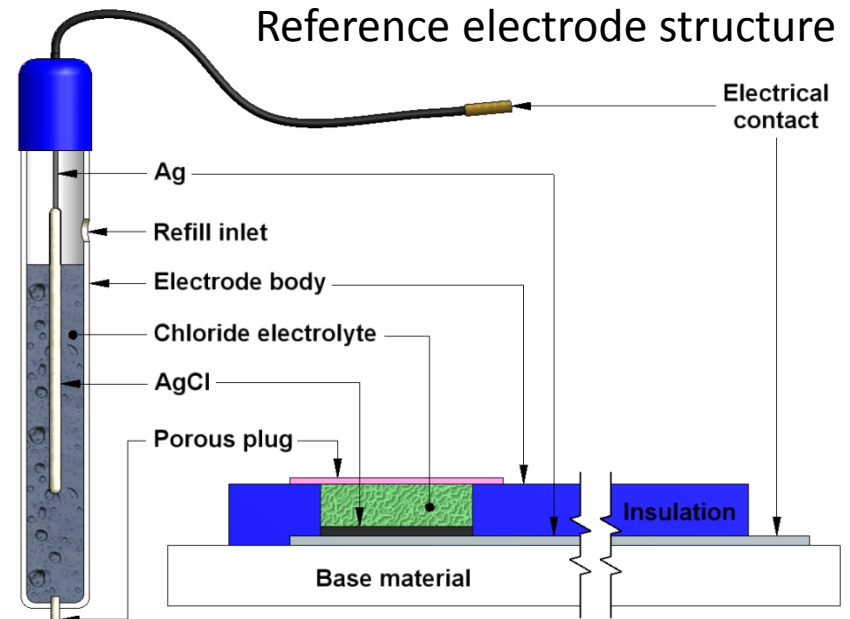 Reference electrode structure
Electrical
contact
Ag
Refill inlet
Electrode body
Chloride electrolyte
AgCl
Porous plug
Insulation
Base material